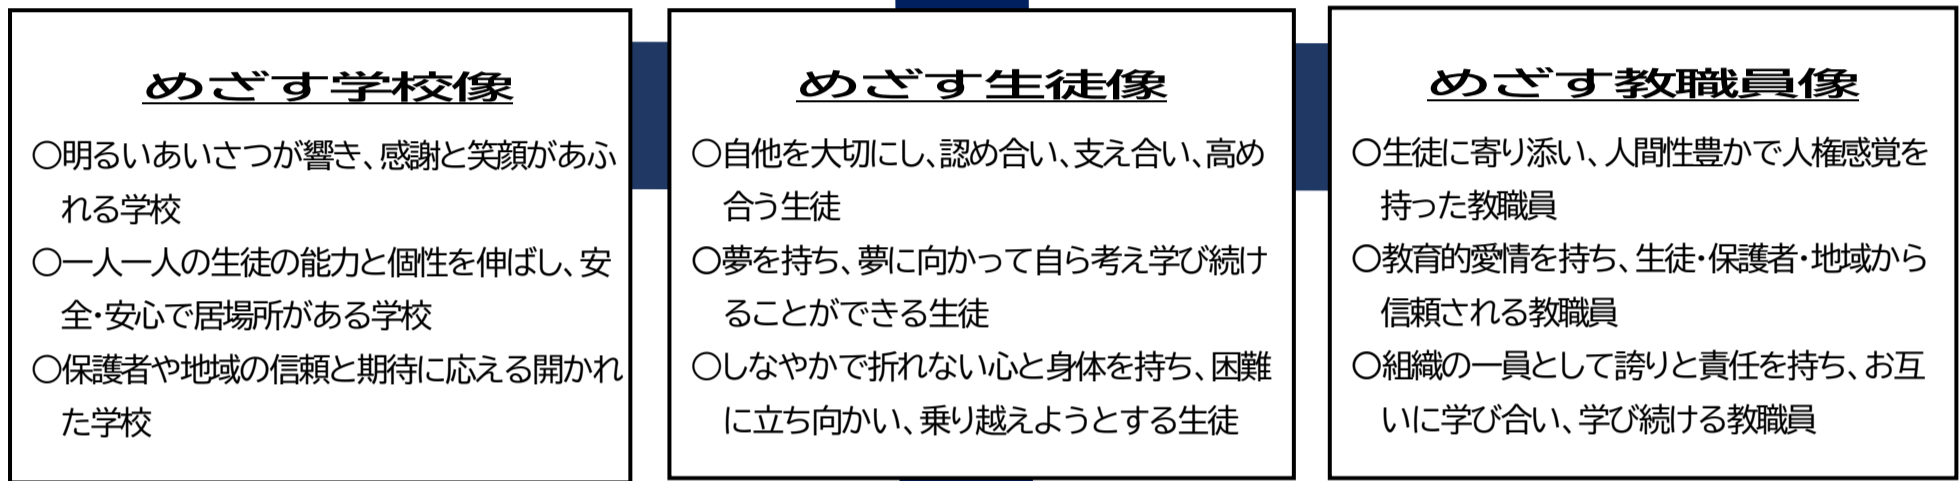 めざす学校像
○明るいあいさつが響き、感謝と笑顔があふ
れる学校
○一人一人の生徒の能力と個性を伸ばし、安
全・安心で居場所がある学校
○保護者や地域の信頼と期待に応える開かれ
た学校
めざす生徒像
○自他を大切にし、認め合い、支え合い、高め
合う生徒
○夢を持ち、夢に向かって自ら考え学び続け
ることができる生徒
○しなやかで折れない心と身体を持ち、困難
に立ち向かい、乗り越えようとする生徒
めざす教職員像
○生徒に寄り添い、人間性豊かで人権感覚を
持った教職員
○教育的愛情を持ち、生徒・保護者・地域から
信頼される教職員
○組織の一員として誇りと責任を持ち、お互
いに学び合い、学び続ける教職員